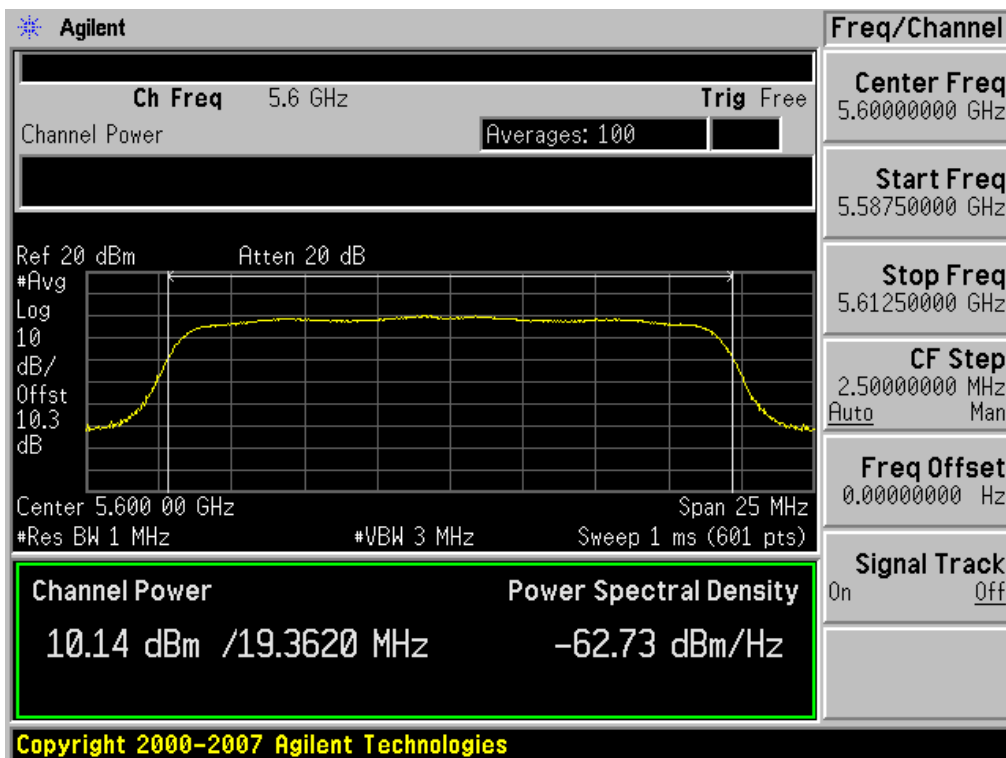 Agilent
Freq/Channel
Ch Freq 5.6 GHz Trig Free
Channel Power Averages: 100
Ref 20 dBm Atten 20 dB
#Avg
Log
10
dB/
Offst
10.3
dB
Center 5.600 00 GHz Span 25 MHz
#Res BW 1 MHz #VBW 3 MHz Sweep 1 ms (601 pts)
Channel Power Power Spectral Density
10.14 dBm /19.3620 MHz -62.73 dBm/Hz
Center Freq
5.60000000 GHz
Start Freq
5.58750000 GHz
Stop Freq
5.61250000 GHz
CF Step
2.50000000 MHz
Auto Man
Freq Offset
0.00000000 Hz
Signal Track
On Off
Copyright 2000-2007 Agilent Technologies